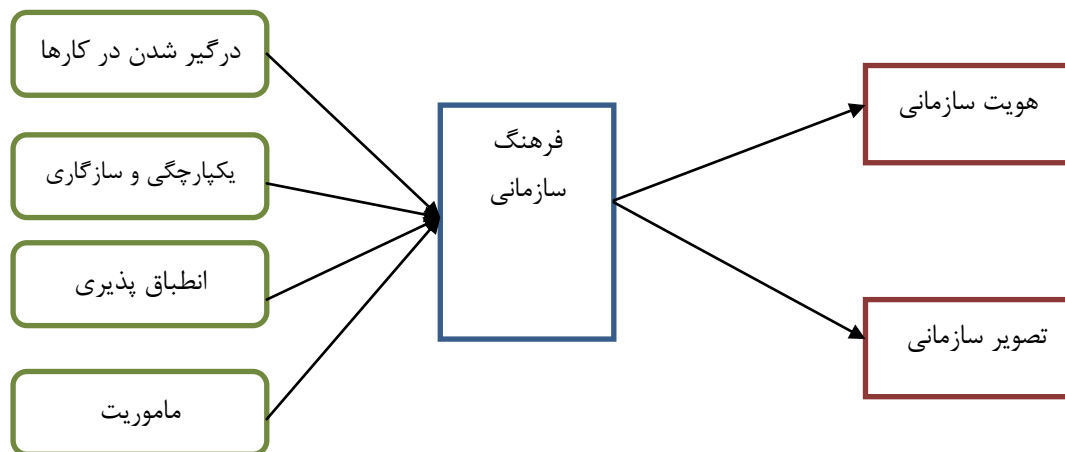 درگیر شدن در کارها
یکپارچگی و سازگاری
انطباق پذیری
ماموریت
فرهنگ
سازمانی
هویت سازمانی
تصویر سازمانی